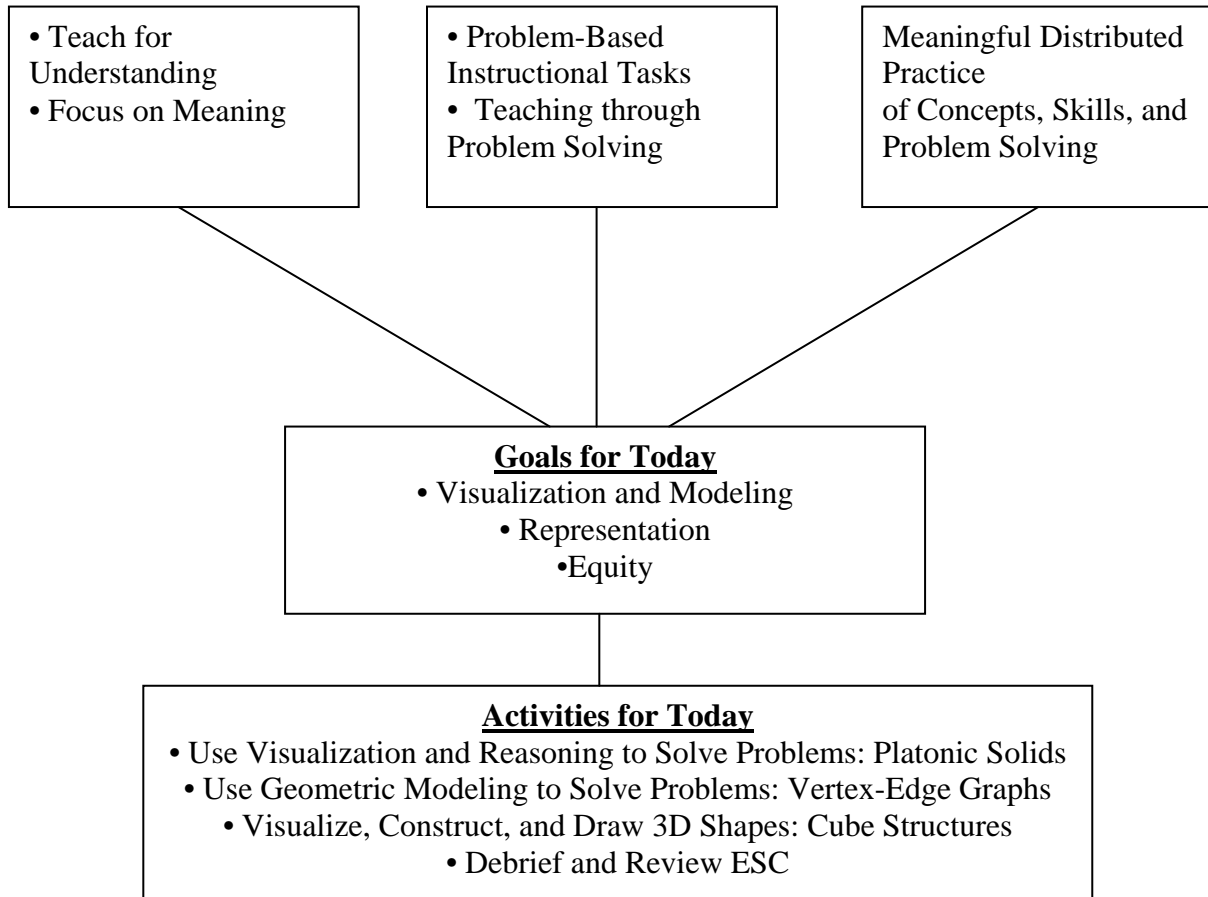 • Teach for
Understanding
• Focus on Meaning
• Problem-Based
Instructional Tasks
• Teaching through
Problem Solving
Meaningful Distributed
Practice
of Concepts, Skills, and
Problem Solving
Goals for Today
• Visualization and Modeling
• Representation
•Equity
Activities for Today
• Use Visualization and Reasoning to Solve Problems: Platonic Solids
• Use Geometric Modeling to Solve Problems: Vertex-Edge Graphs
• Visualize, Construct, and Draw 3D Shapes: Cube Structures
• Debrief and Review ESC